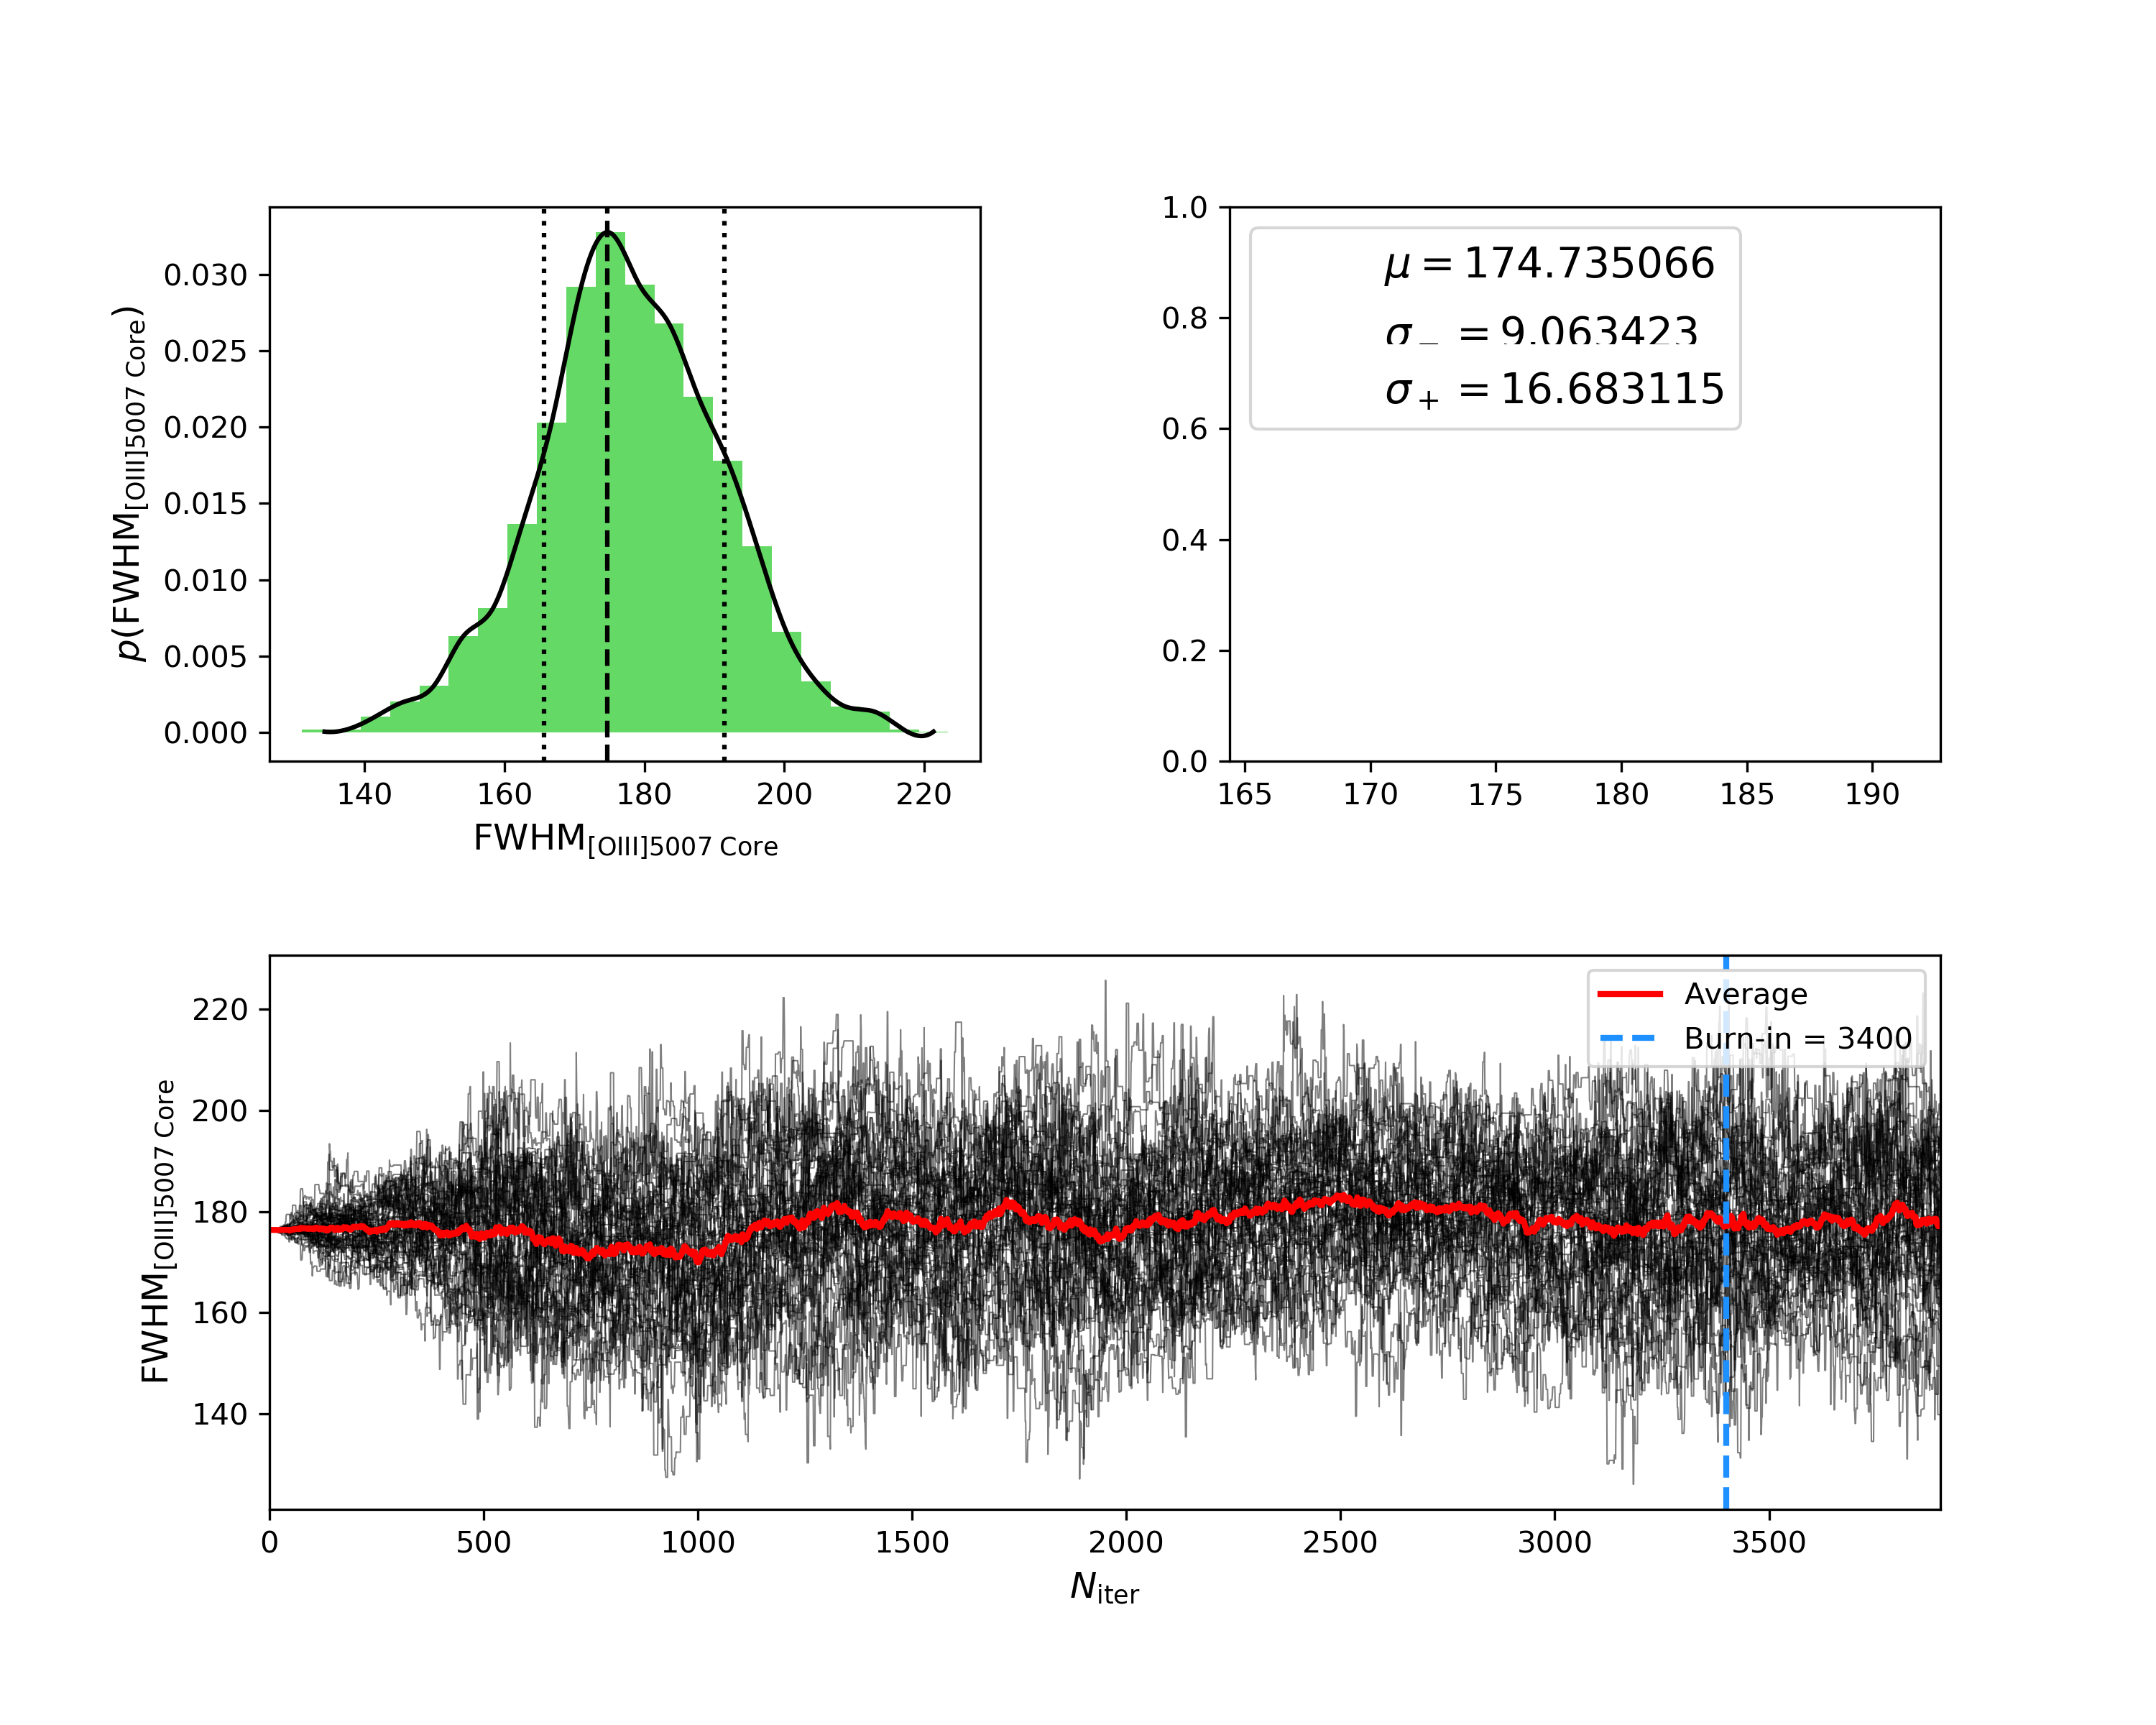 p(FWHM[OIII]5007 Core)
0.030
0.025
0.020
0.015
0.010
0.005
0.000
140 160 180 200 220
FWHM[OIII]5007 Core
1.0
0.8
0.6
0.4
0.2
0.0
μ = 174.735066
σ− = 9.063423
σ+ = 16.683115
165 170 175 180 185 190
FWHM[OIII]5007 Core
220
200
180
160
140
Average
Burn-in = 3400
0 500 1000 1500 2000 2500 3000 3500
Niter